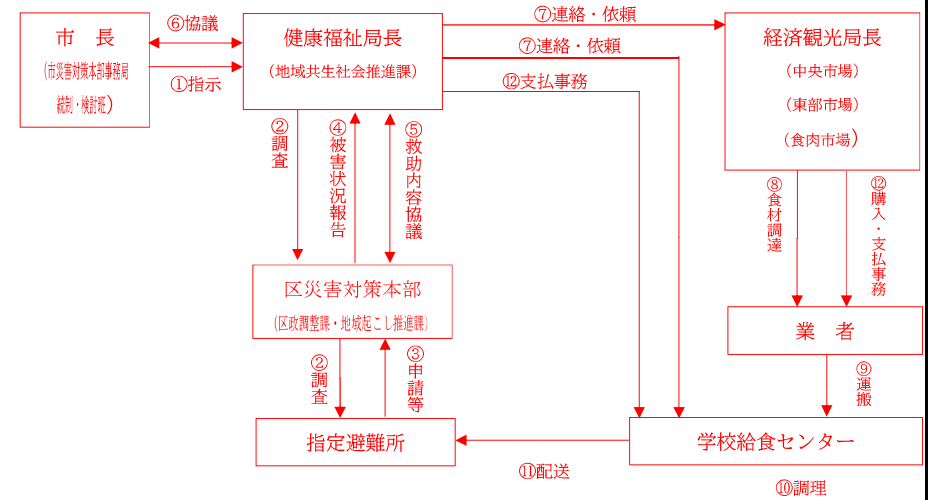 市　長
(市災害対策本部事務局
統制・検討班)
⑥協議
①指示
健康福祉局長
(地域共生社会推進課)
⑦連絡・依頼
⑦連絡・依頼
⑫支払事務
経済観光局長
(中央市場)
(東部市場)
(食肉市場)
②調査
④被害状況報告
⑤救助内容協議
⑧食材調達
⑫購入・支払事務
区災害対策本部
(区政調整課・地域起こし推進課)
業　者
②調査
③申請等
⑨運搬
指定避難所
学校給食センター
⑪配送
⑩調理